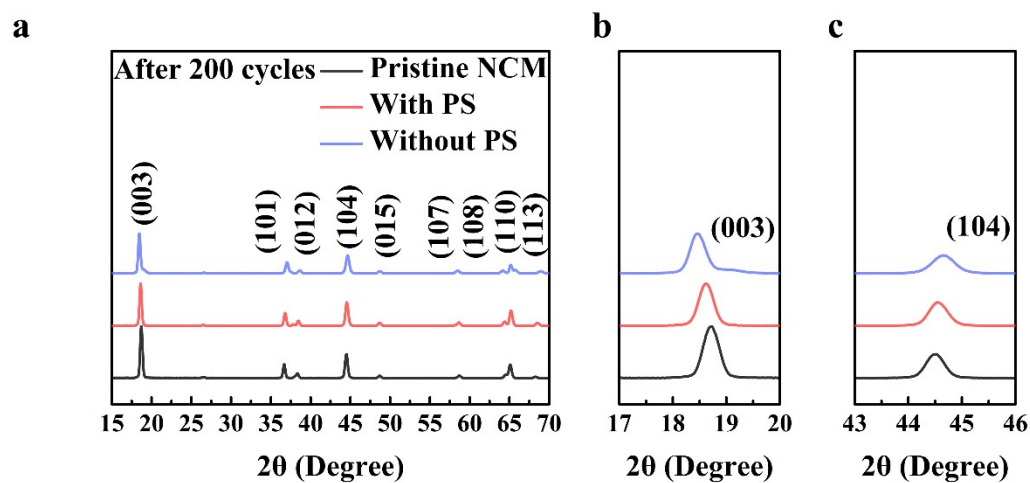 a
After 200 cycles
Pristine NCM
With PS
Without PS
(003)
(101)
(012)
(104)
(015)
(107)
(108)
(110)
(113)
15 20 25 30 35 40 45 50 55 60 65 70
2θ (Degree)
b
(003)
17 18 19 20
2θ (Degree)
c
(104)
43 44 45 46
2θ (Degree)